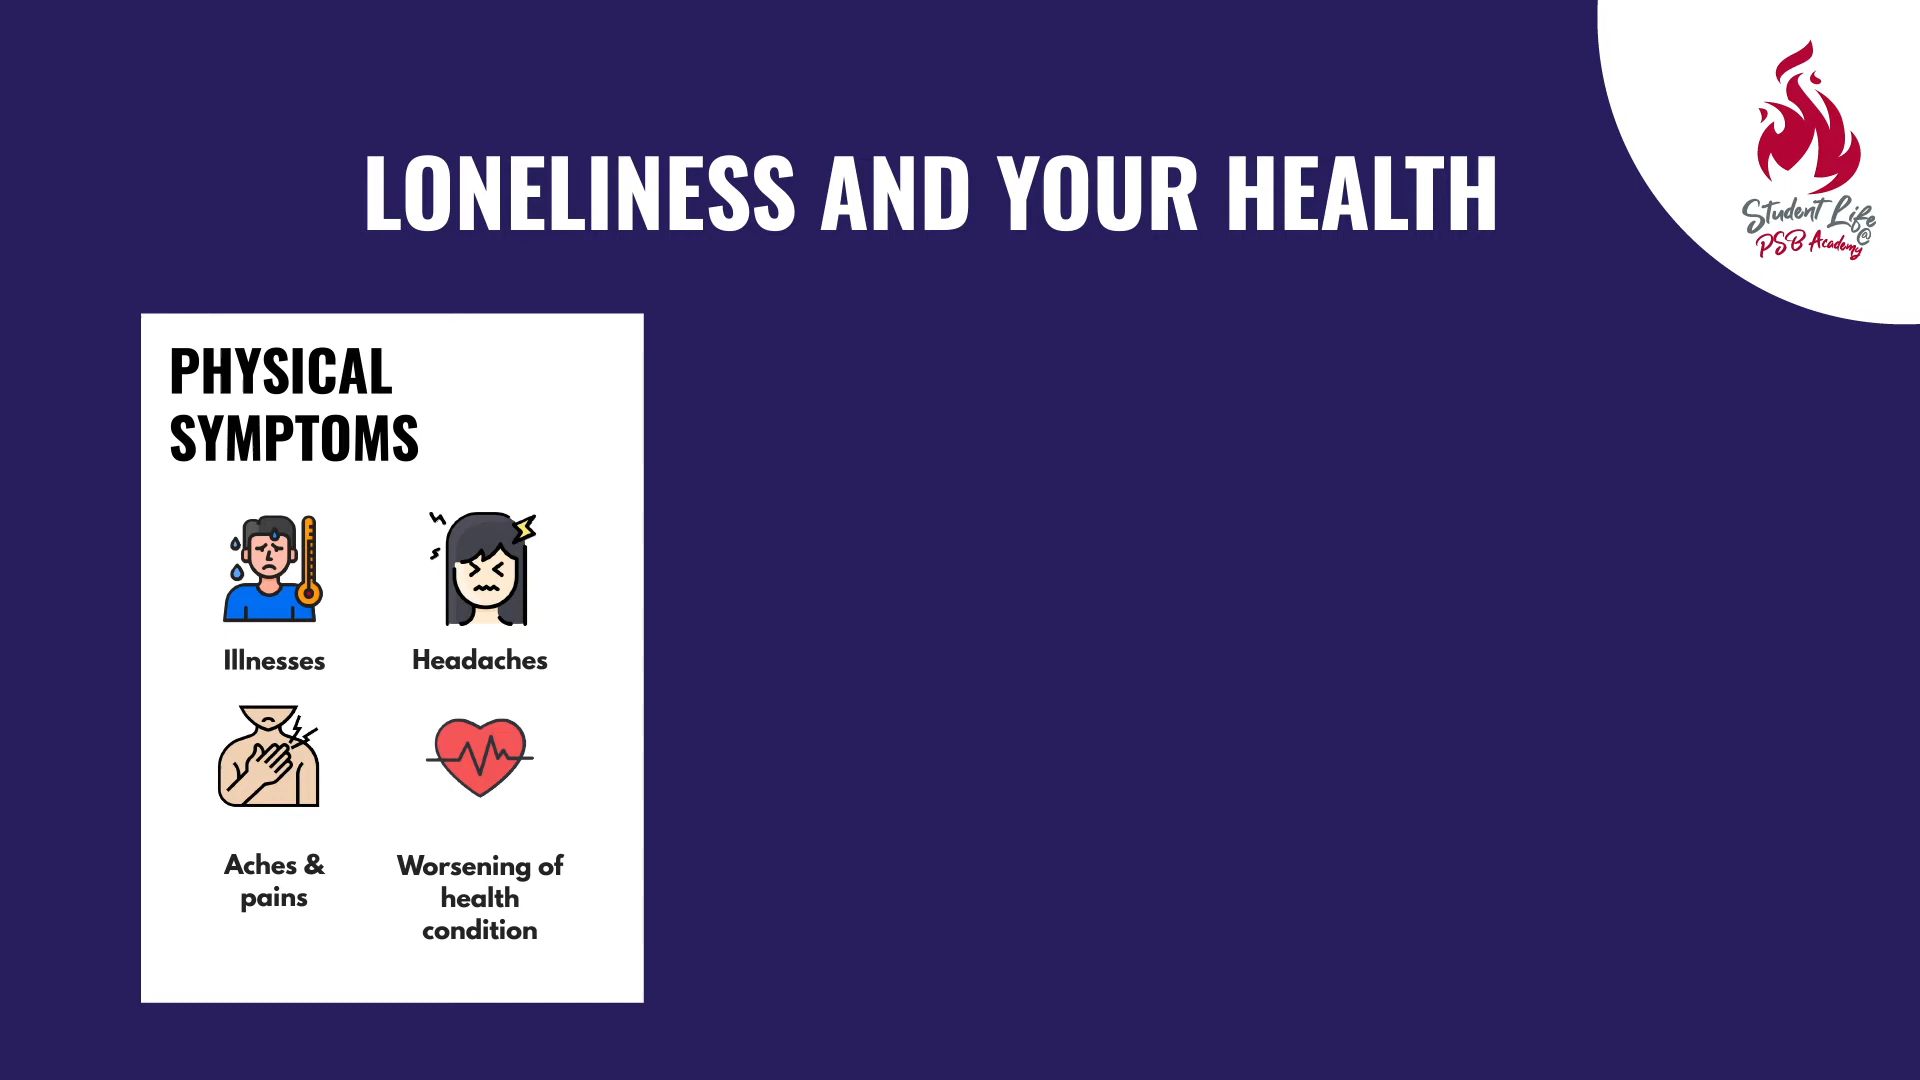 LONELINESS AND YOUR HEALTH
Student Life
@
PSB Academy
PHYSICAL
SYMPTOMS
Illnesses
Headaches
Aches &
pains
Worsening of
health
condition